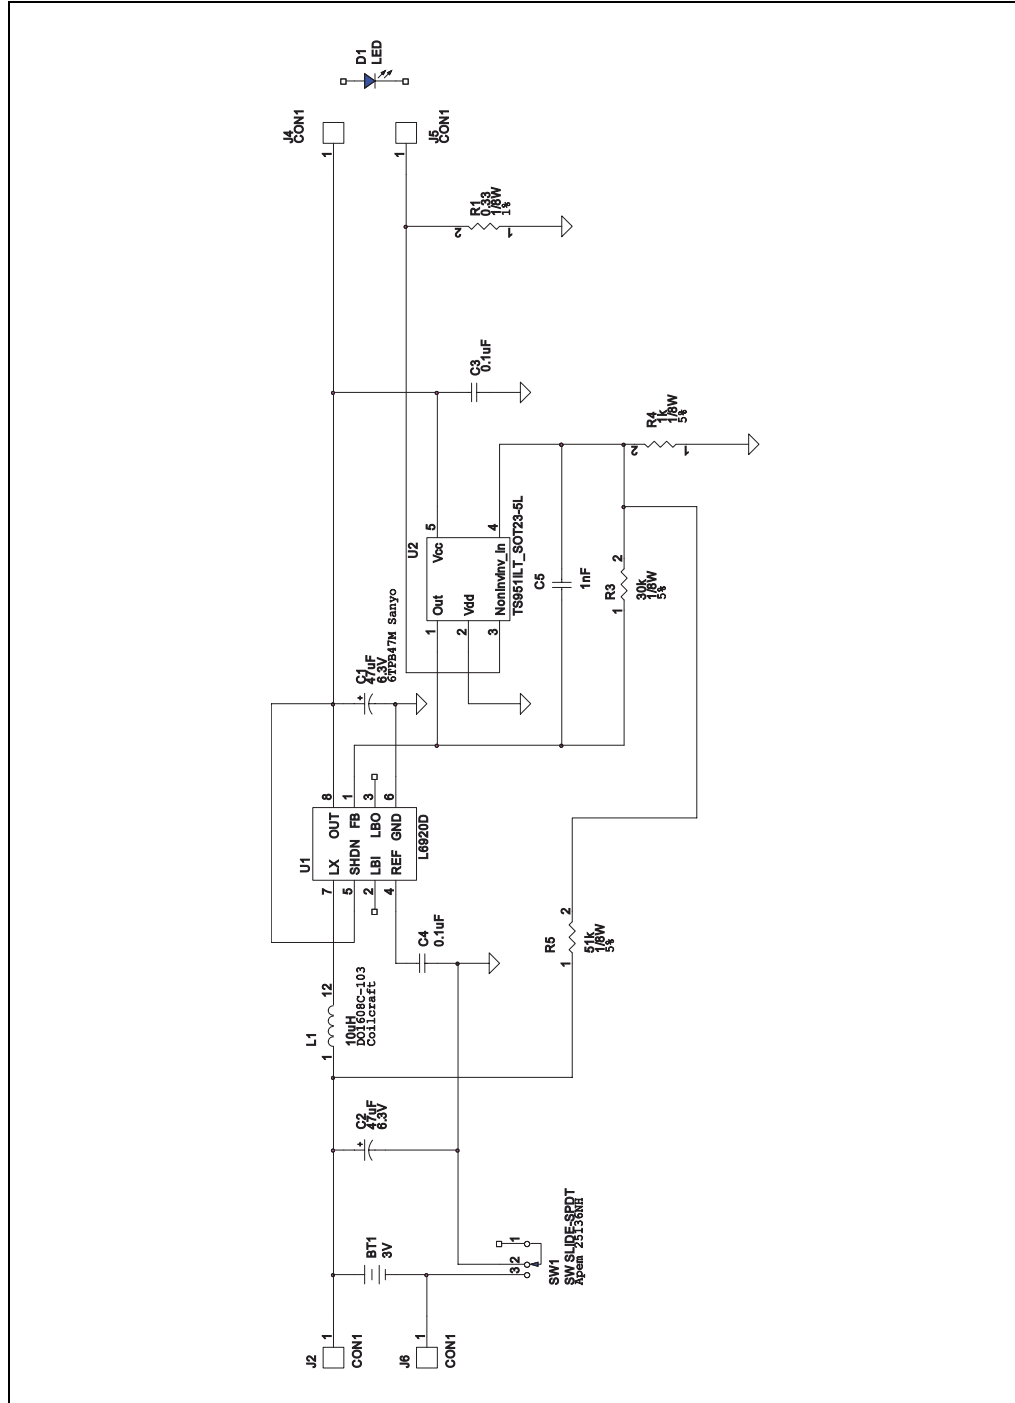 D1
LED
J4
CON1
1
J5
CON1
1
R1
0.33
1/8W
1%
2
1
C3
0.1uF
R4
1k
1/8W
5%
2
1
U2
5
4
Vcc
Out
Vdd
NonInv
Inv_In
TS951ILT_SOT23-5L
1
2
3
C5
1nF
R3
30k
1/8W
5%
1
2
C1
47uF
6.3V
6TPB47M Sanyo
+
U1
8
1
3
6
OUT
FB
LBO
GND
LX
SHDN
LBI
REF
7
5
2
4
L6920D
C4
0.1uF
R5
51k
1/8W
5%
1
2
L1
10uH
DO1608C-103
Coilcraft
1
12
C2
47uF
6.3V
+
BT1
3V
SW1
SW SLIDE-SPDT
Apem 25136NH
3
2
1
J2
CON1
1
J6
CON1
1